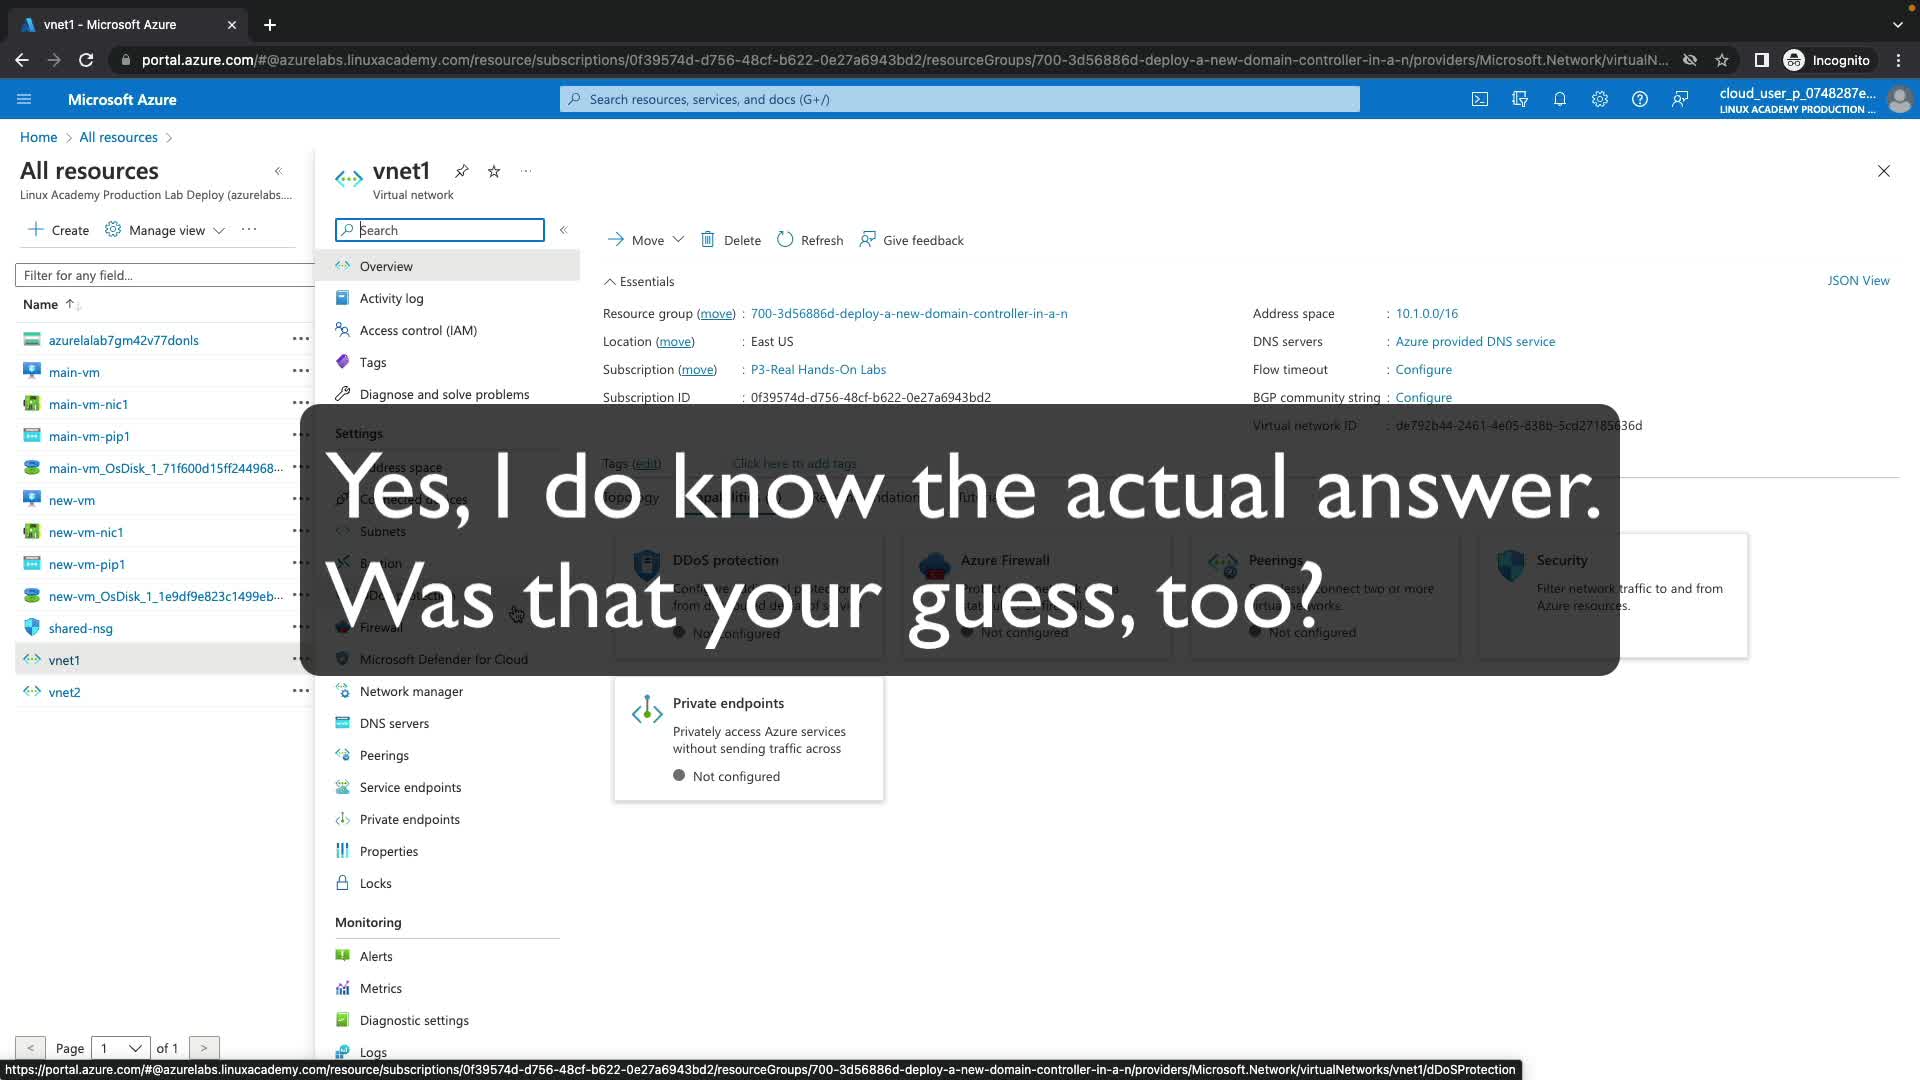 vnet1 - Microsoft Azure
portal.azure.com/#@azurelabs.linuxacademy.com/resource/subscriptions/0f39574d-d756-48cf-b622-0e27a6943bd2/resourceGroups/700-3d56886d-deploy-a-new-domain-controller-in-a-n/providers/Microsoft.Network/virtualN...
Incognito
Microsoft Azure
Search resources, services, and docs (G+/)
cloud_user_p_0748287e...
LINUX ACADEMY PRODUCTION ...
Home > All resources >
All resources
Linux Academy Production Lab Deploy (azurelabs....
Create
Manage view
Filter for any field...
Name
azurelalab7gm42v77donls
main-vm
main-vm-nic1
main-vm-pip1
main-vm_OsDisk_1_71f600d15ff244968...
new-vm
new-vm-nic1
new-vm-pip1
new-vm_OsDisk_1_1e9df9e823c1499eb...
shared-nsg
vnet1
vnet2
< Page 1 of 1 >
vnet1
Virtual network
Search
Overview
Activity log
Access control (IAM)
Tags
Diagnose and solve problems
Settings
Address space
Connected devices
Subnets
Bastion
DDoS protection
Firewall
Microsoft Defender for Cloud
Network manager
DNS servers
Peerings
Service endpoints
Private endpoints
Properties
Locks
Monitoring
Alerts
Metrics
Diagnostic settings
Logs
Move
Delete
Refresh
Give feedback
Essentials
JSON View
Resource group (move) : 700-3d56886d-deploy-a-new-domain-controller-in-a-n
Location (move) : East US
Subscription (move) : P3-Real Hands-On Labs
Subscription ID : 0f39574d-d756-48cf-b622-0e27a6943bd2
Address space : 10.1.0.0/16
DNS servers : Azure provided DNS service
Flow timeout : Configure
BGP community string : Configure
Virtual network ID : de792b44-2461-4e05-838b-5cd27185636d
Tags (edit) : Click here to add tags
Yes, I do know the actual answer.
Was that your guess, too?
DDoS protection
Not configured
Azure Firewall
Not configured
Peerings
Not configured
Security
Filter network traffic to and from
Azure resources.
Private endpoints
Privately access Azure services
without sending traffic across
Not configured
https://portal.azure.com/#@azurelabs.linuxacademy.com/resource/subscriptions/0f39574d-d756-48cf-b622-0e27a6943bd2/resourceGroups/700-3d56886d-deploy-a-new-domain-controller-in-a-n/providers/Microsoft.Network/virtualNetworks/vnet1/dDoSProtection